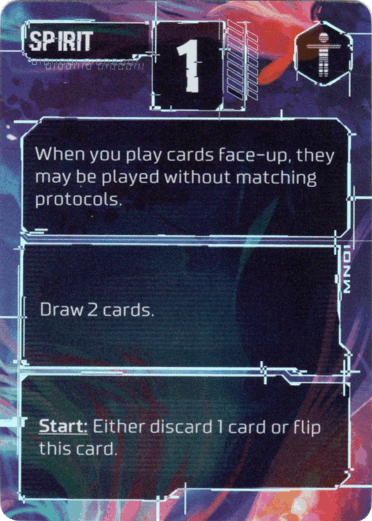 SPIRIT
1
When you play cards face-up, they
may be played without matching
protocols.
MN01
Draw 2 cards.
Start: Either discard 1 card or flip
this card.